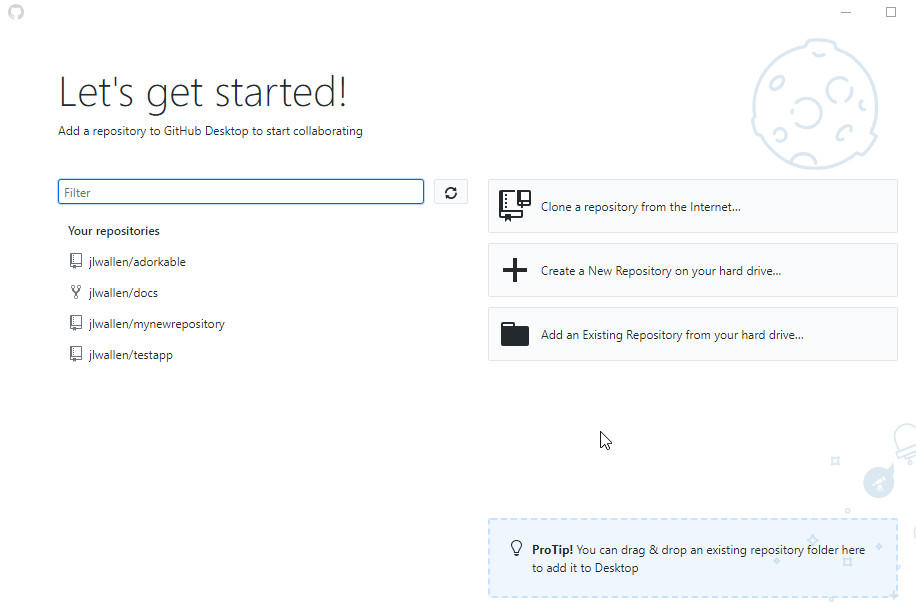 Let's get started!
Add a repository to GitHub Desktop to start collaborating
Filter
Your repositories
jlwallen/adorkable
jlwallen/docs
jlwallen/mynewrepository
jlwallen/testapp
Clone a repository from the Internet...
Create a New Repository on your hard drive...
Add an Existing Repository from your hard drive...
ProTip! You can drag & drop an existing repository folder here
to add it to Desktop